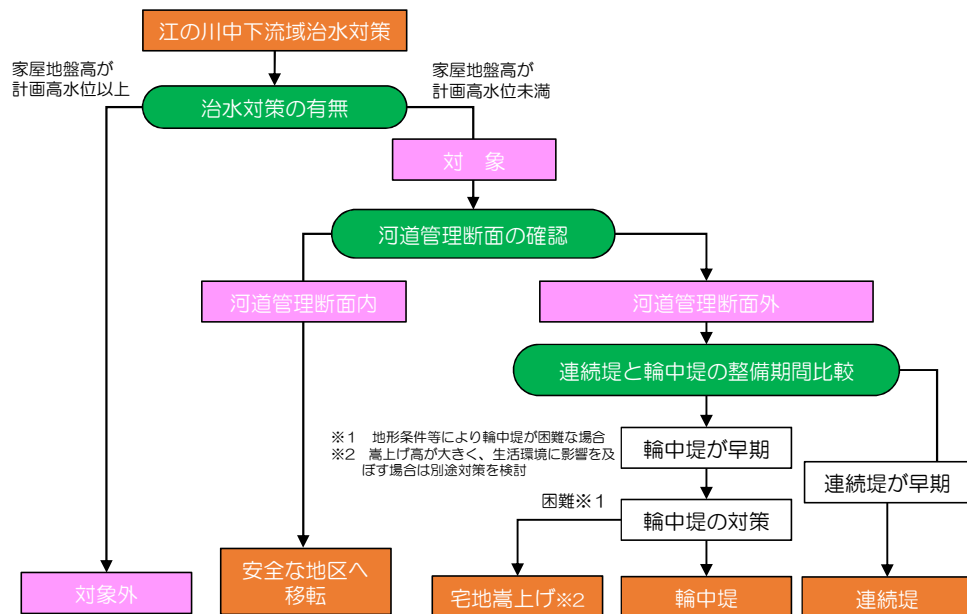 江の川中下流域治水対策
家屋地盤高が
計画高水位以上
家屋地盤高が
計画高水位未満
治水対策の有無
対　象
河道管理断面の確認
河道管理断面内
河道管理断面外
連続堤と輪中堤の整備期間比較
※１　地形条件等により輪中堤が困難な場合
※２　嵩上げ高が大きく、生活環境に影響を及
ぼす場合は別途対策を検討
輪中堤が早期
連続堤が早期
困難※１
輪中堤の対策
対象外
安全な地区へ
移転
宅地嵩上げ※2
輪中堤
連続堤